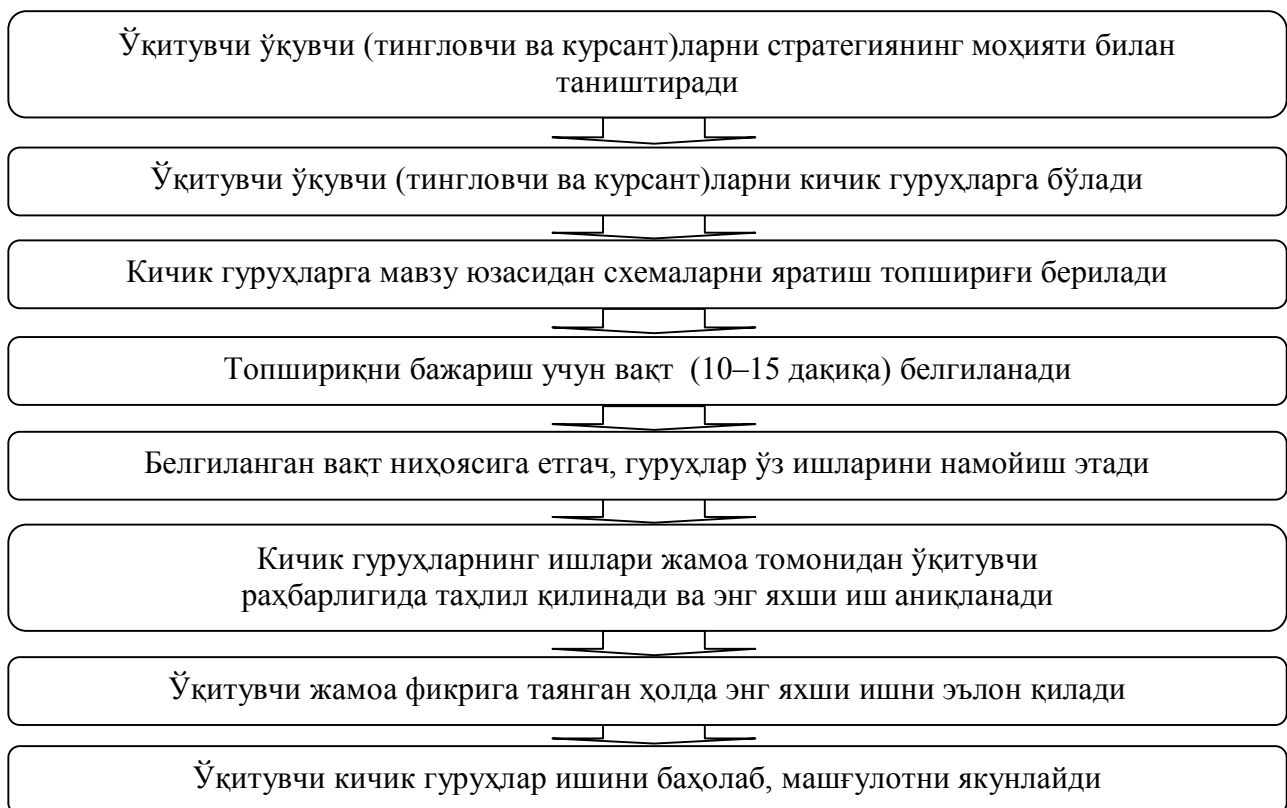 Ўқитувчи ўқувчи (тингловчи ва курсант)ларни стратегиянинг моҳияти билан
таништиради
Ўқитувчи ўқувчи (тингловчи ва курсант)ларни кичик гуруҳларга бўлади
Кичик гуруҳларга мавзу юзасидан схемаларни яратиш топшириғи берилади
Топшириқни бажариш учун вақт (10–15 дақиқа) белгиланади
Белгиланган вақт ниҳоясига етгач, гуруҳлар ўз ишларини намойиш этади
Кичик гуруҳларнинг ишлари жамоа томонидан ўқитувчи
раҳбарлигида таҳлил қилинади ва энг яхши иш аниқланади
Ўқитувчи жамоа фикрига таянган ҳолда энг яхши ишни эълон қилади
Ўқитувчи кичик гуруҳлар ишини баҳолаб, машғулотни якунлайди